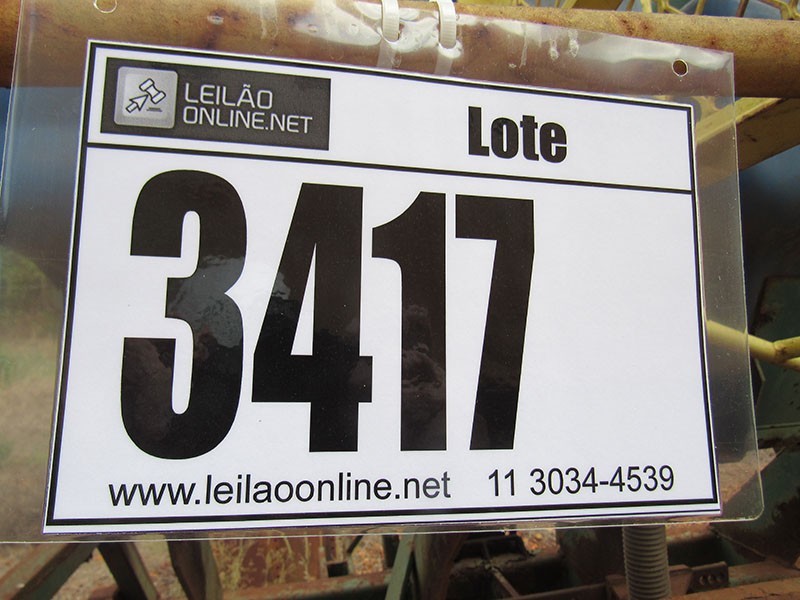 LEILÃO
ONLINE.NET
Lote
3417
www.leilaoonline.net 11 3034-4539